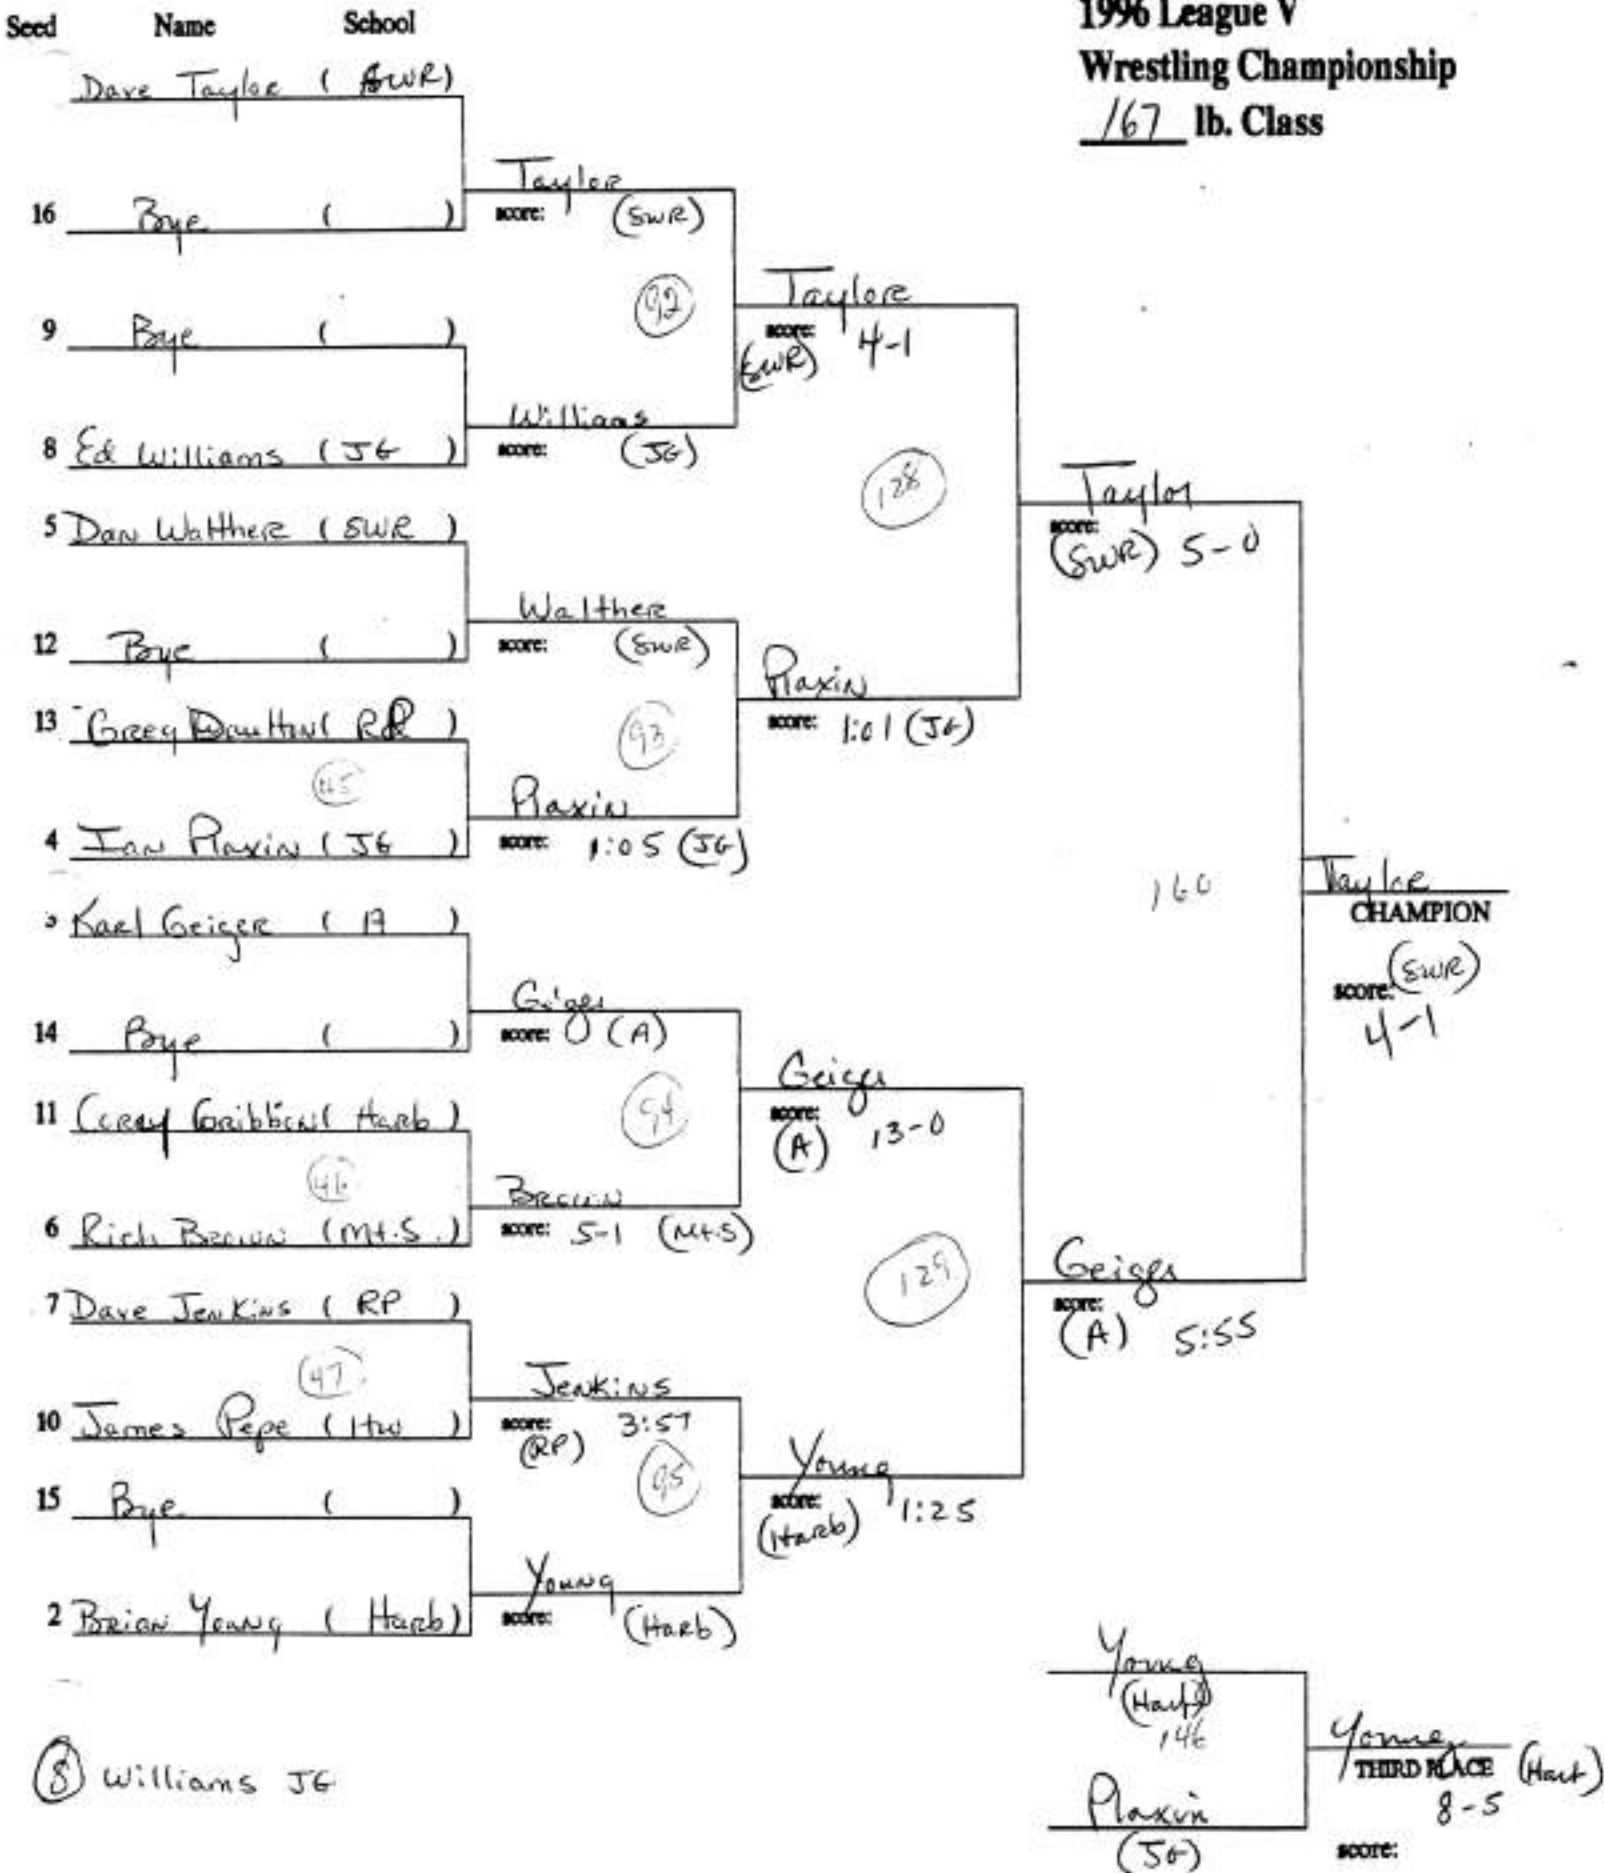 Seed Name School
1996 League V
Wrestling Championship
167 lb. Class
Dave Taylor (SWR)
16 Bye ( )
9 Bye ( )
8 Ed Williams (JG)
5 Dan Walther (SWR)
12 Bye ( )
13 Greg (RP)
45
4 Ian Plaxin (JG)
3 Karl Geiger (A)
14 Bye ( )
11 Corey Gribbin (Harb)
46
6 Rich Brown (Mt.S.)
7 Dave Jenkins (RP)
47
10 James Pepe (HW)
15 Bye ( )
2 Brian Young (Harb)
8 Williams JG
Taylor
score: (SWR)
92
Williams
score: (JG)
Walther
score: (SWR)
93
Plaxin
score: 1:05 (JG)
Geiger
score: (A)
94
Brown
score: 5-1 (Mt.S)
Jenkins
score: 3:57
(RP)
95
Young
score: (Harb)
Taylor
score: 4-1
(SWR)
128
Plaxin
score: 1:01 (JG)
Geiger
score:
(A) 13-0
129
Young
score: 1:25
(Harb)
Taylor
score:
(SWR) 5-0
160
Geiger
score:
(A) 5:55
Taylor
CHAMPION
(SWR)
score:
4-1
Young
(Harb)
146
Plaxin
(JG)
Young
THIRD PLACE (Harb)
8-5
score: